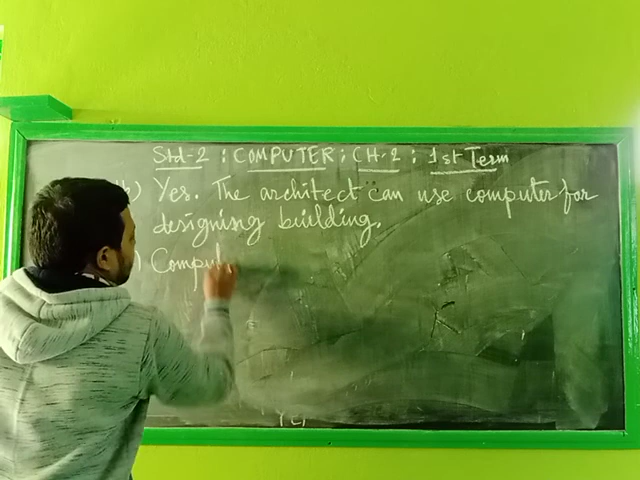 Std-2 : COMPUTER ; CH-2 ; 1st Term
b) Yes. The architect can use computer for
designing building.
) Compu